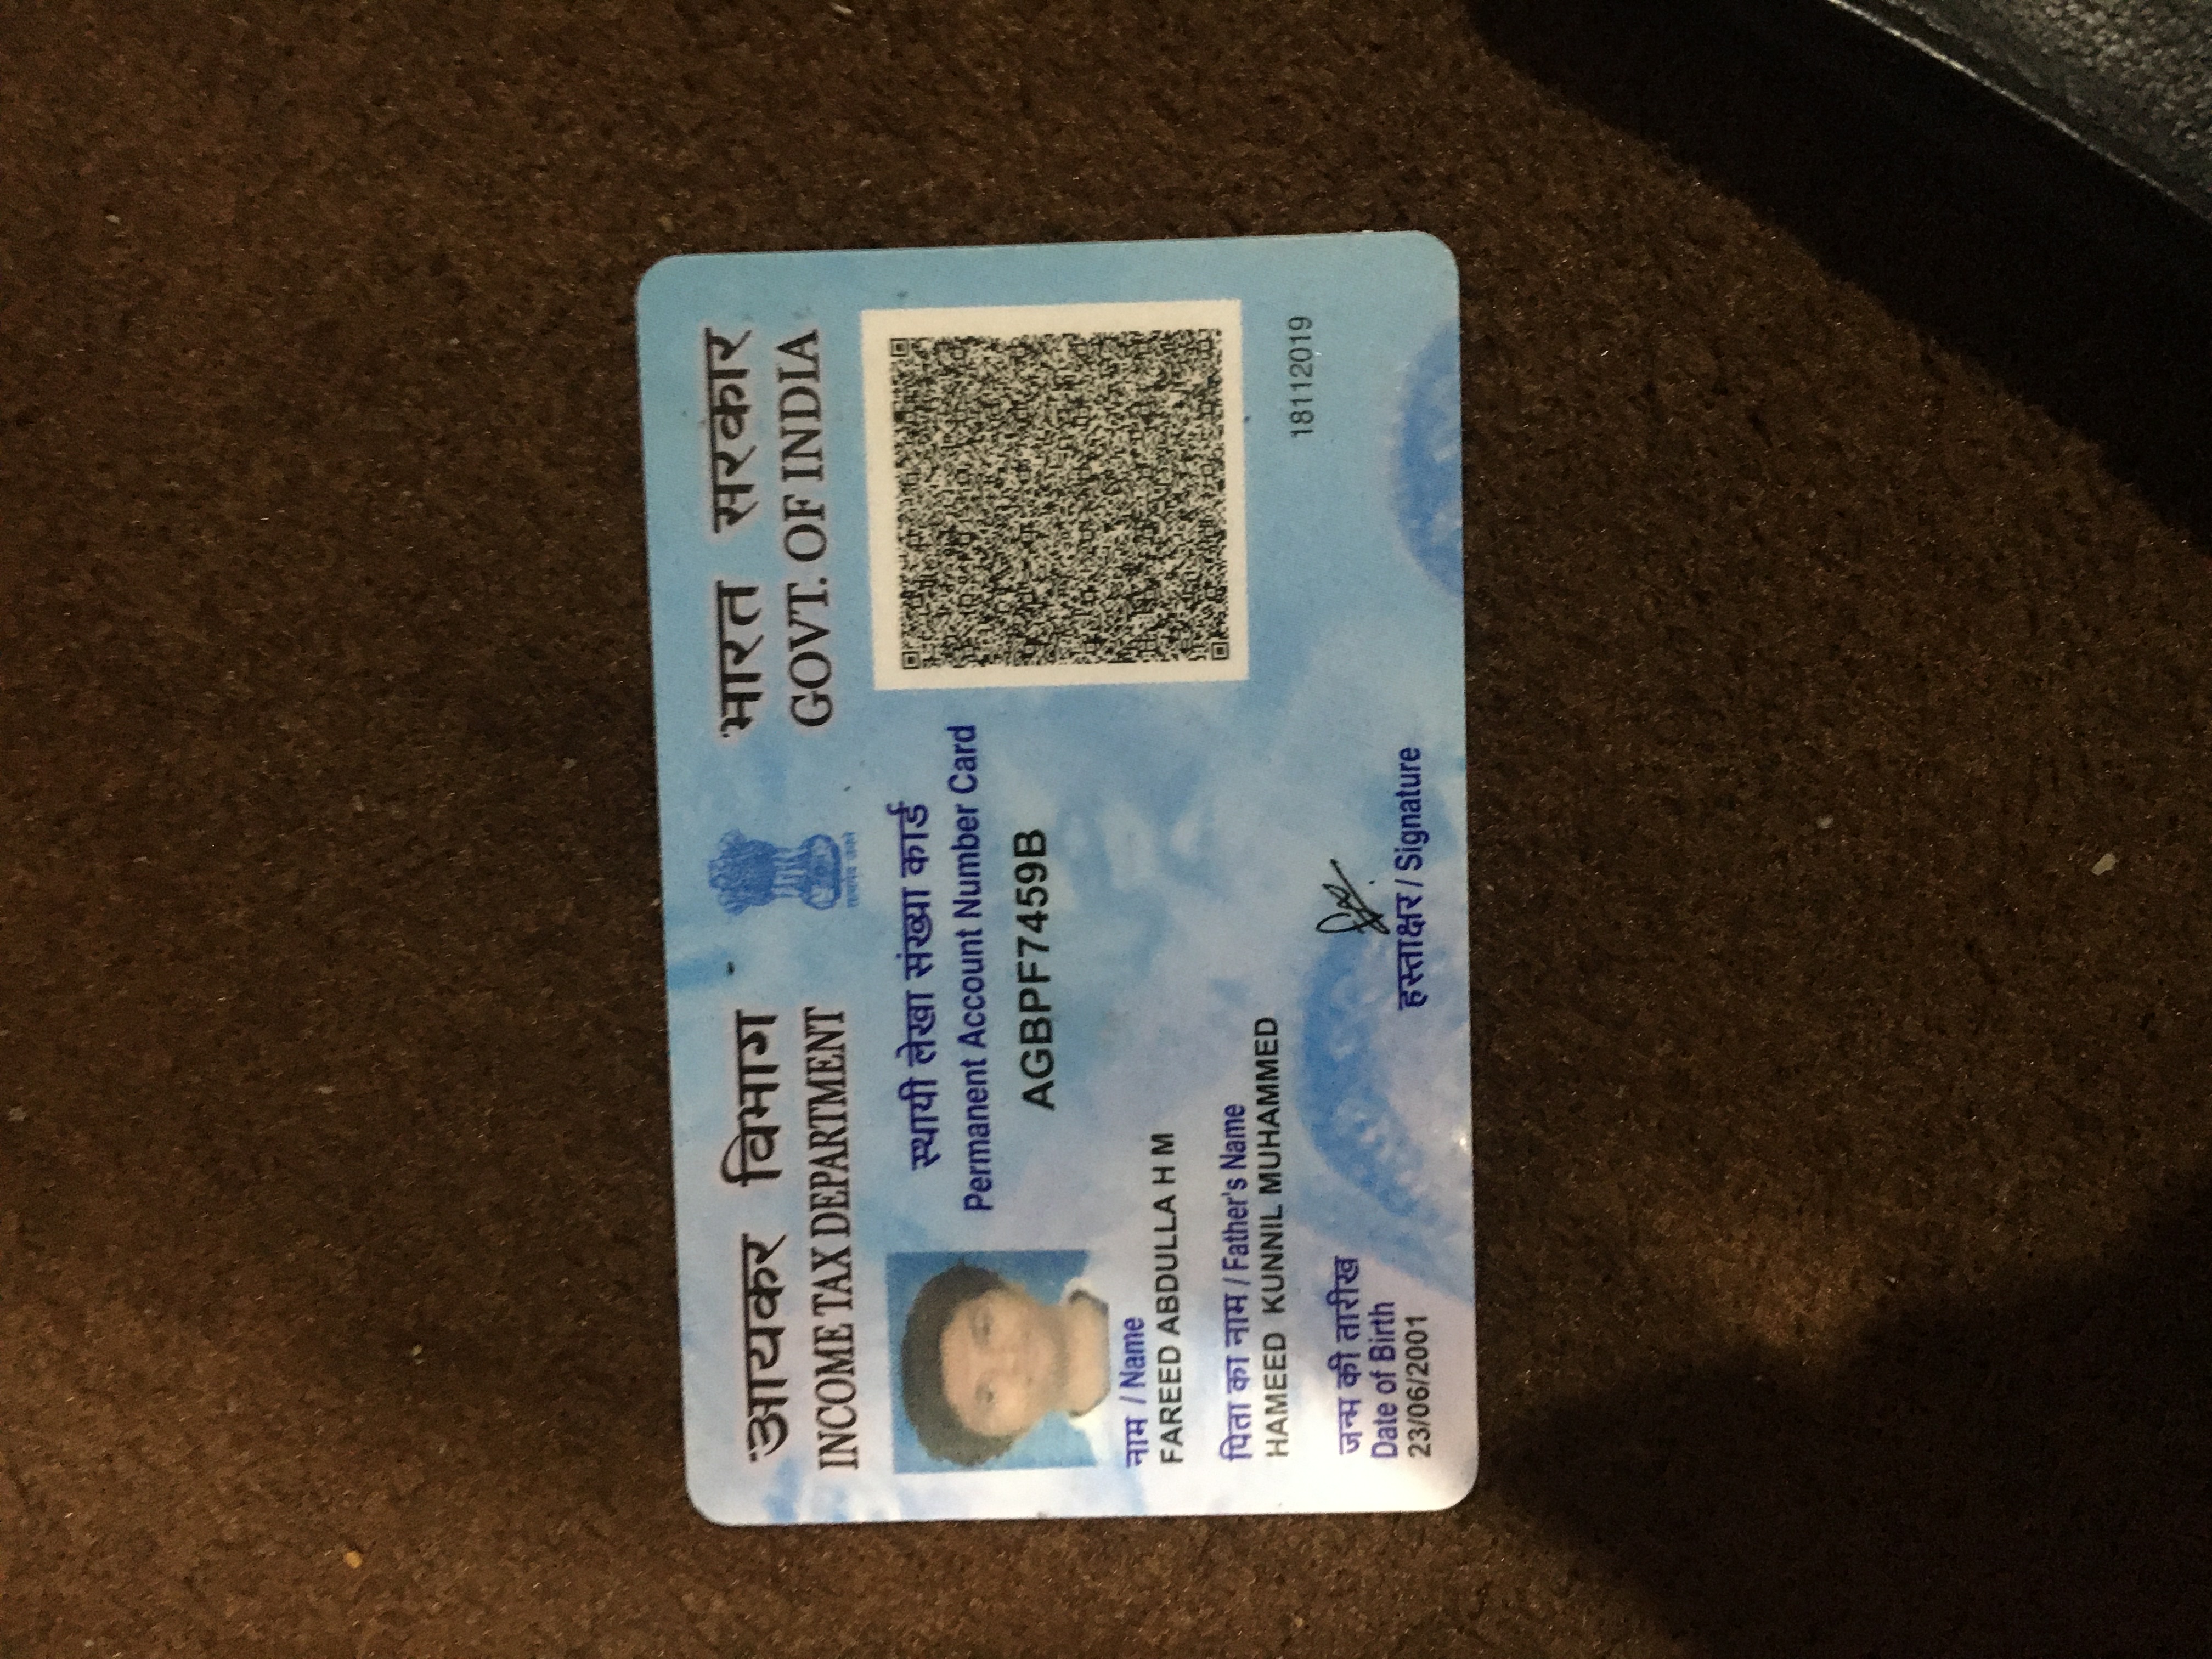 आयकर विभाग
INCOME TAX DEPARTMENT
भारत सरकार
GOVT. OF INDIA
सत्यमेव जयते
स्थायी लेखा संख्या कार्ड
Permanent Account Number Card
AGBPF7459B
नाम / Name
FAREED ABDULLA H M
पिता का नाम / Father's Name
HAMEED KUNNIL MUHAMMED
18112019
जन्म की तारीख
Date of Birth
23/06/2001
हस्ताक्षर / Signature